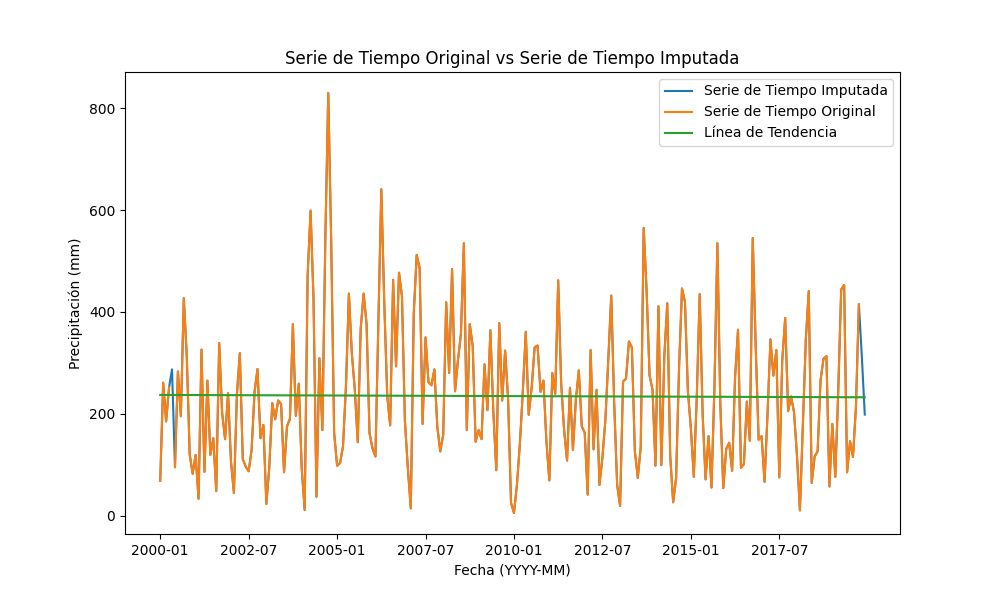 Serie de Tiempo Original vs Serie de Tiempo Imputada
Serie de Tiempo Imputada
Serie de Tiempo Original
Línea de Tendencia
Precipitación (mm)
800
600
400
200
0
2000-01 2002-07 2005-01 2007-07 2010-01 2012-07 2015-01 2017-07
Fecha (YYYY-MM)